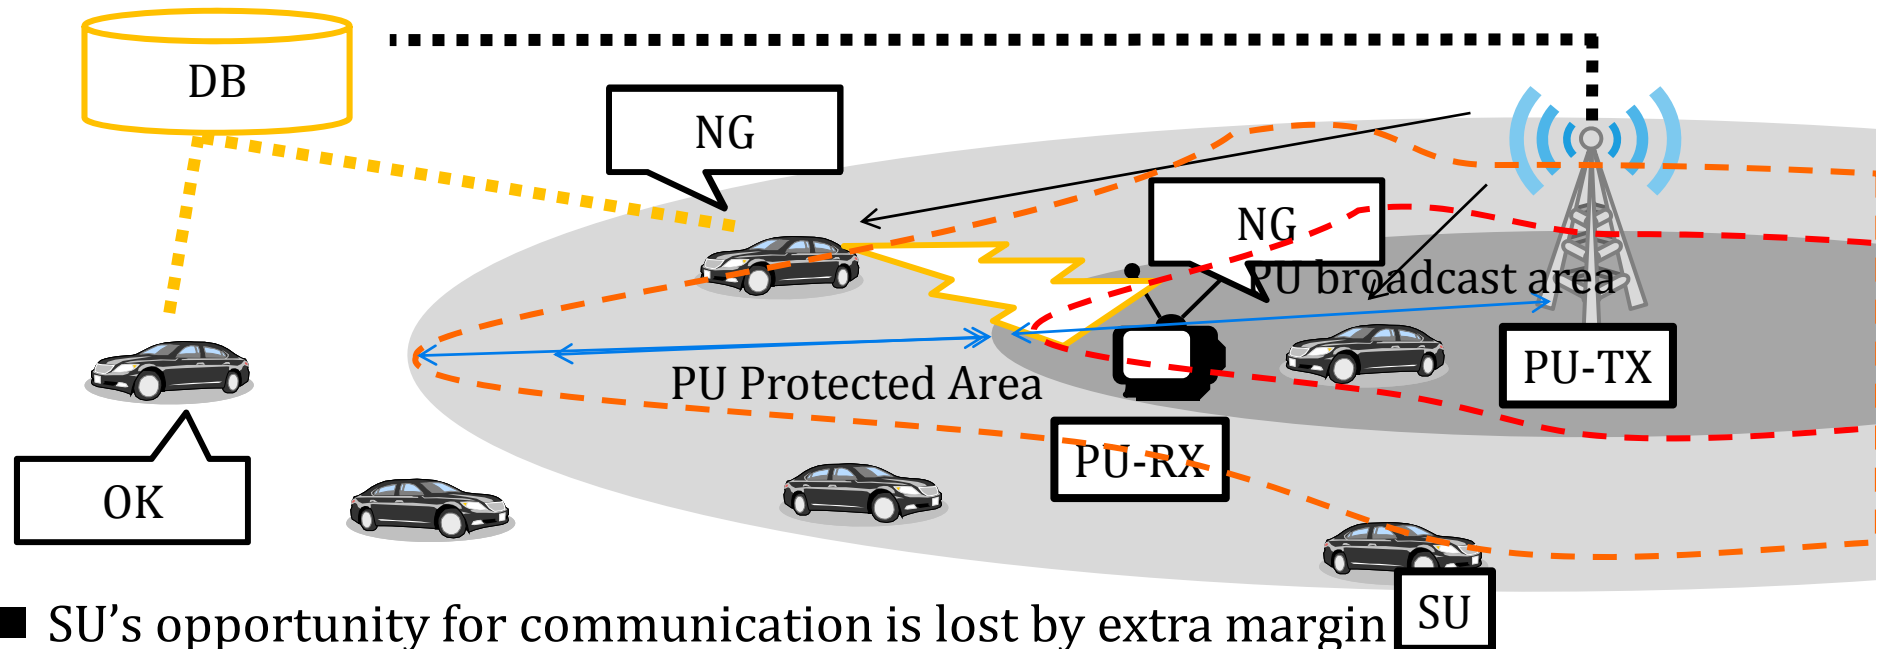 DB
NG
NG
PU broadcast area
PU-TX
PU Protected Area
PU-RX
OK
SU
■ SU’s opportunity for communication is lost by extra margin